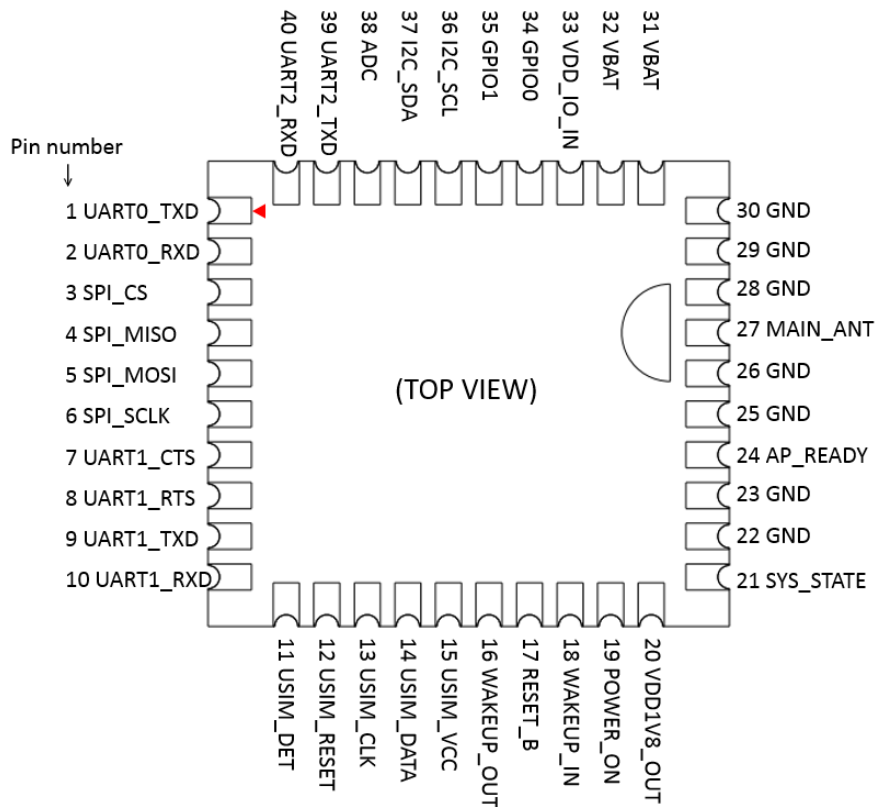 40 UART2_RXD
39 UART2_TXD
38 ADC
37 I2C_SDA
36 I2C_SCL
35 GPIO1
34 GPIO0
33 VDD_IO_IN
32 VBAT
31 VBAT
Pin number
1 UART0_TXD
2 UART0_RXD
3 SPI_CS
4 SPI_MISO
5 SPI_MOSI
6 SPI_SCLK
7 UART1_CTS
8 UART1_RTS
9 UART1_TXD
10 UART1_RXD
(TOP VIEW)
30 GND
29 GND
28 GND
27 MAIN_ANT
26 GND
25 GND
24 AP_READY
23 GND
22 GND
21 SYS_STATE
11 USIM_DET
12 USIM_RESET
13 USIM_CLK
14 USIM_DATA
15 USIM_VCC
16 WAKEUP_OUT
17 RESET_B
18 WAKEUP_IN
19 POWER_ON
20 VDD1V8_OUT